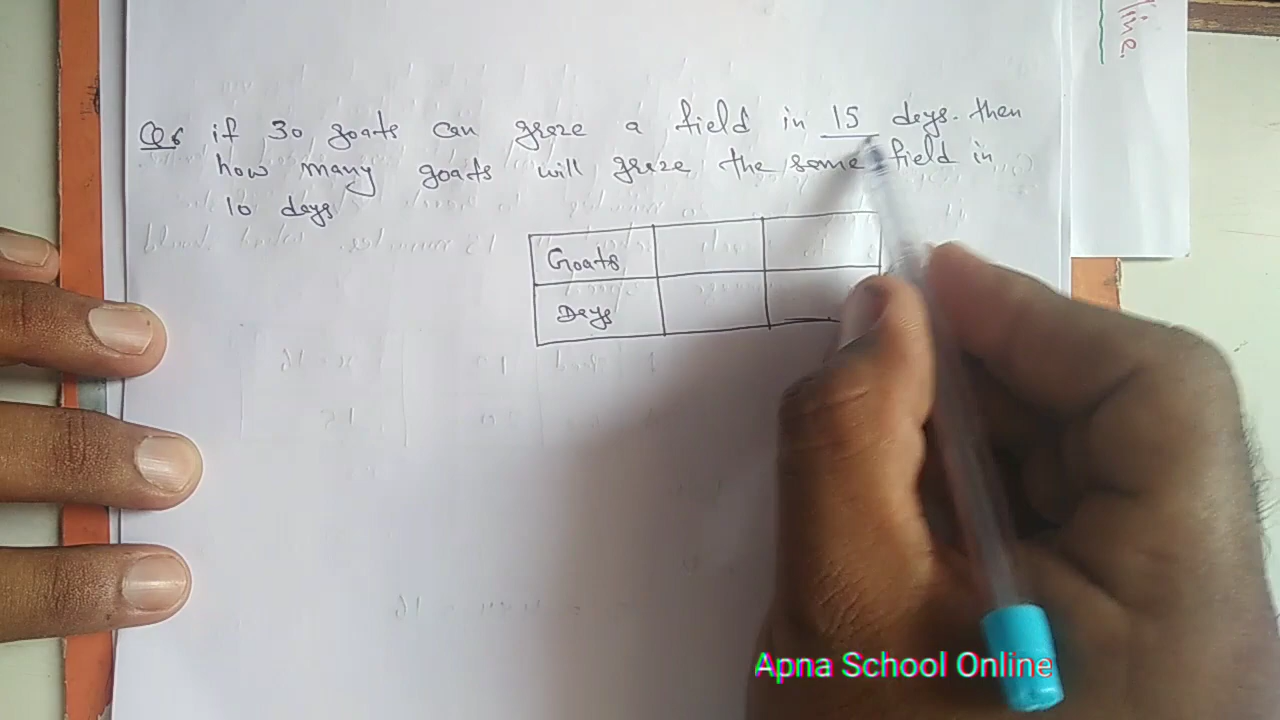 Q6 if 30 goats can graze a field in 15 days. then
how many goats will graze the same field in
10 days
Goats
Days
line.
Apna School Online